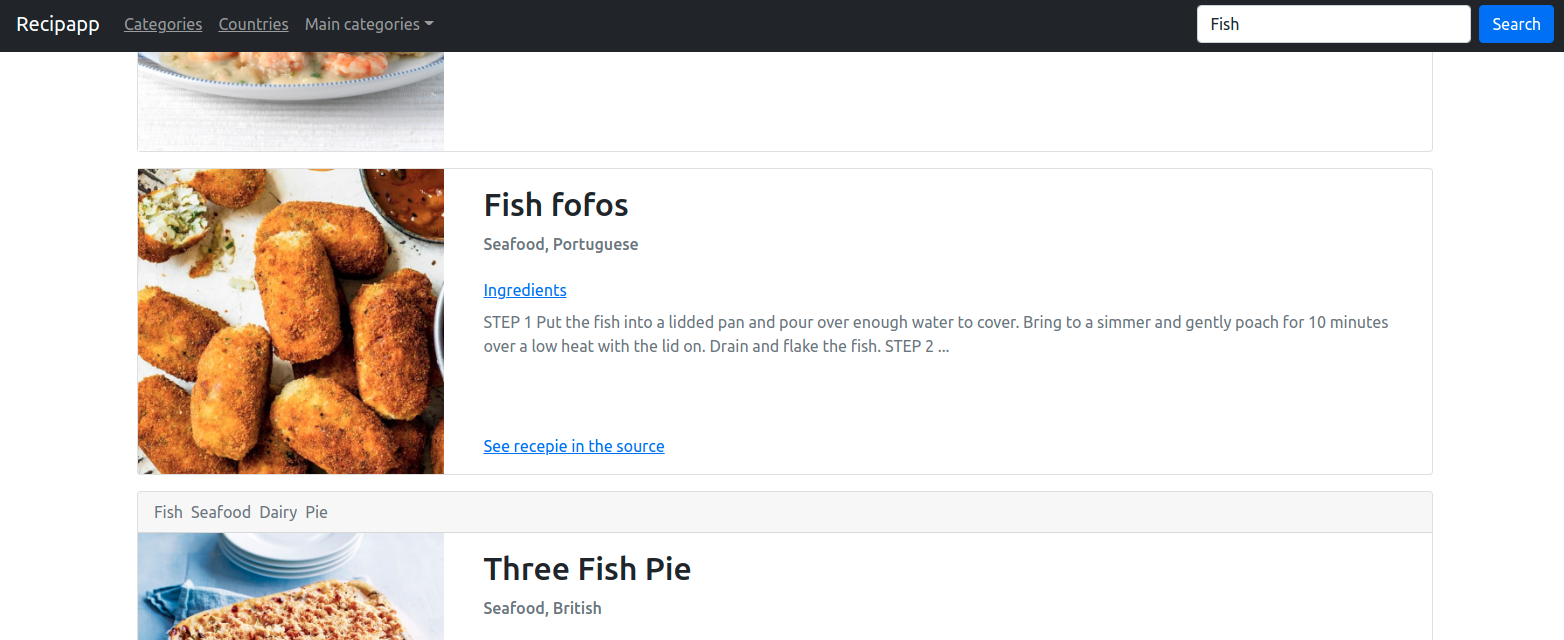 Recipapp Categories Countries Main categories Fish Search
Fish fofos
Seafood, Portuguese
Ingredients
STEP 1 Put the fish into a lidded pan and pour over enough water to cover. Bring to a simmer and gently poach for 10 minutes
over a low heat with the lid on. Drain and flake the fish. STEP 2 ...
See recepie in the source
Fish Seafood Dairy Pie
Three Fish Pie
Seafood, British